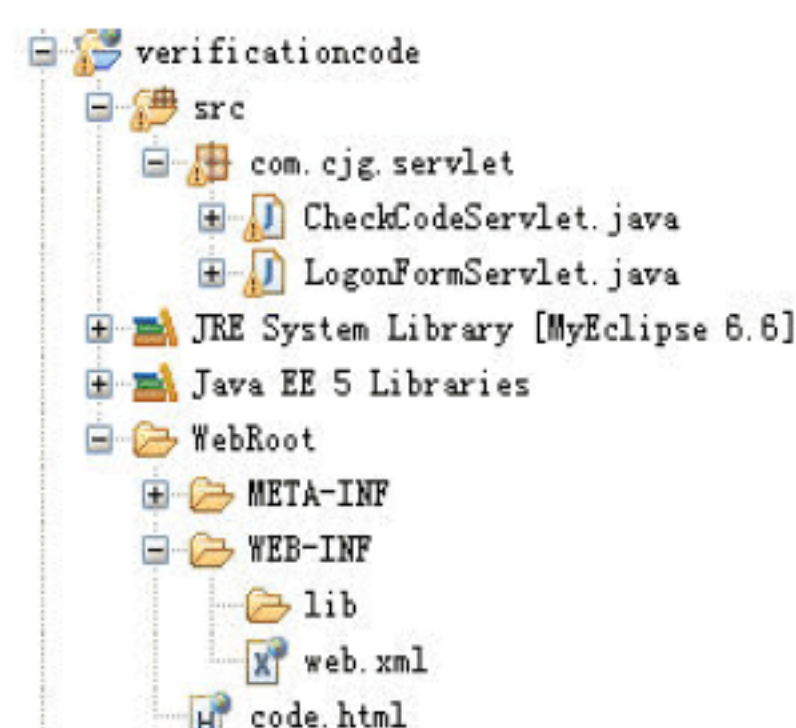 verificationcode
src
com.cjg.servlet
CheckCodeServlet.java
LogonFormServlet.java
JRE System Library [MyEclipse 6.6]
Java EE 5 Libraries
WebRoot
META-INF
WEB-INF
lib
web.xml
code.html